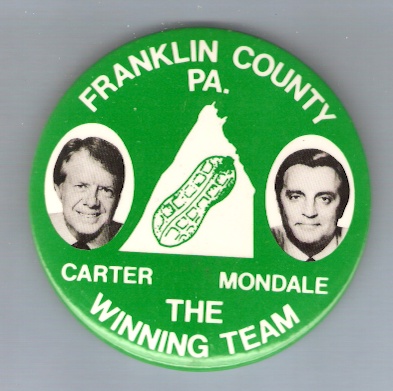 FRANKLIN COUNTY
PA.
CARTER MONDALE
THE
WINNING TEAM